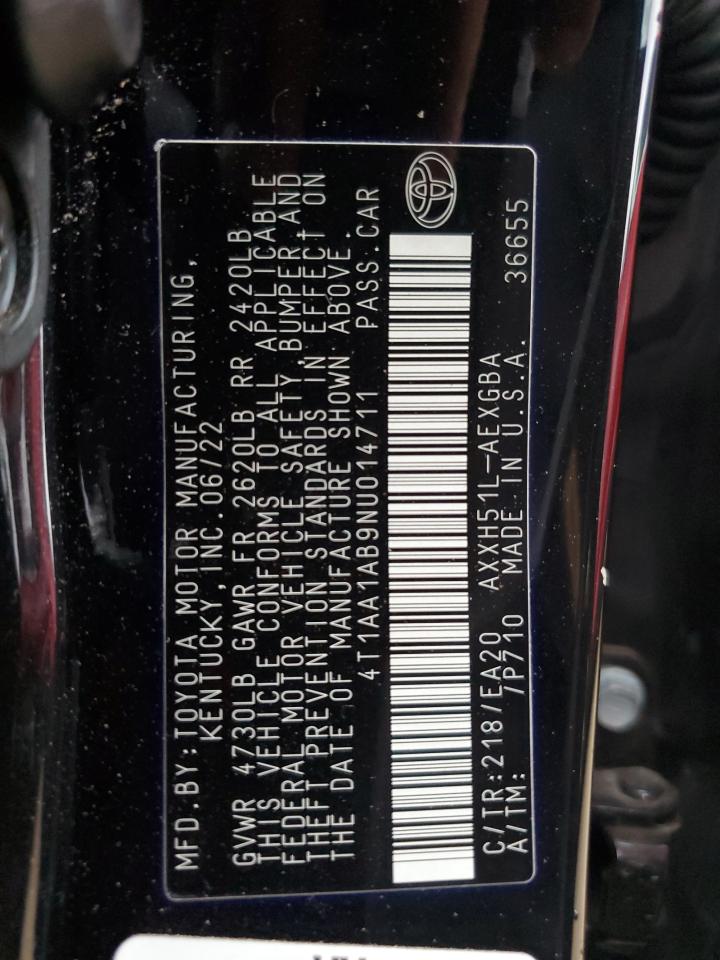 MFD.BY:TOYOTA MOTOR MANUFACTURING,
KENTUCKY, INC.06/22
GVWR 4730LB GAWR FR 2620LB RR 2420LB
THIS VEHICLE CONFORMS TO ALL APPLICABLE
FEDERAL MOTOR VEHICLE SAFETY, BUMPER AND
THEFT PREVENTION STANDARDS IN EFFECT ON
THE DATE OF MANUFACTURE SHOWN ABOVE.
4T1AA1AB9NU014711 PASS.CAR
C/TR:218/EA20 AXXH51L-AEXGBA
A/TM: /P710 MADE IN U.S.A. 36655